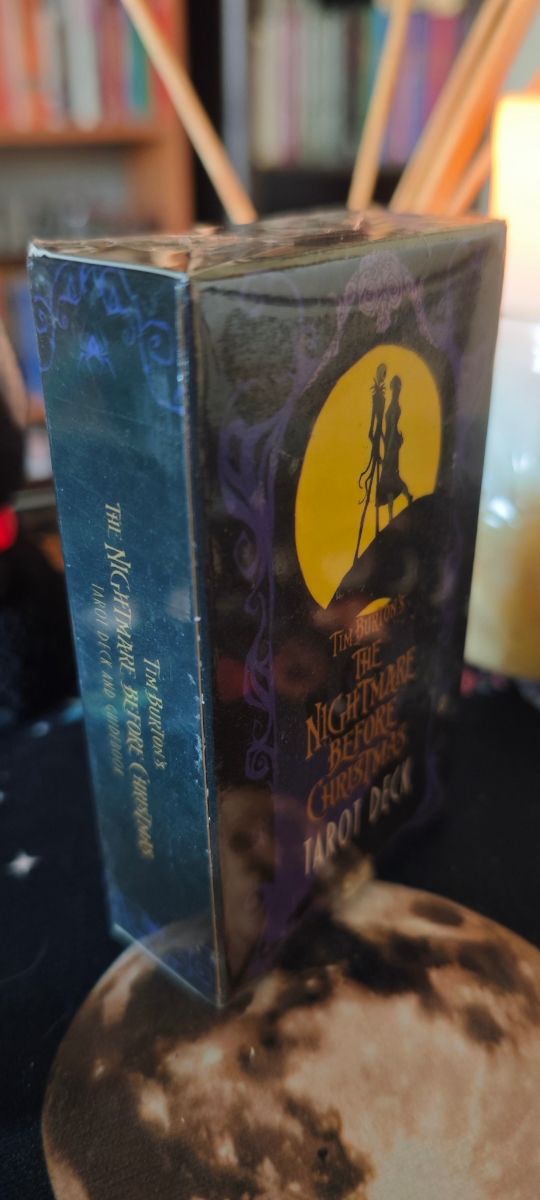 TIM BURTON'S
THE NIGHTMARE BEFORE CHRISTMAS
TAROT DECK AND GUIDEBOOK
TIM BURTON'S
THE
NIGHTMARE
BEFORE
CHRISTMAS
TAROT DECK